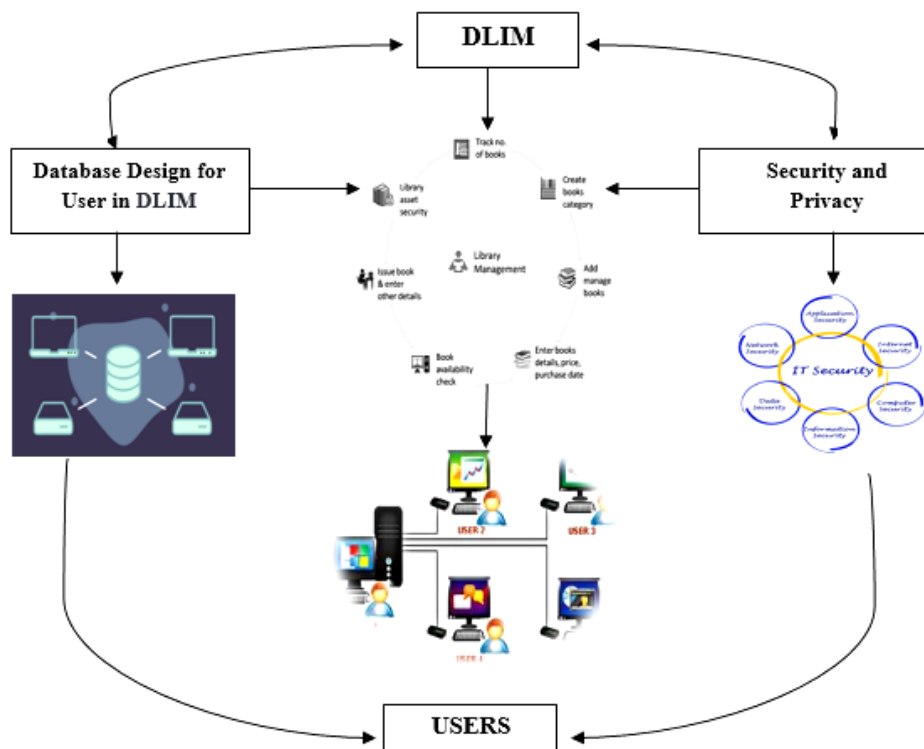 DLIM
Database Design for
User in DLIM
Security and
Privacy
Track no.
of books
Library
asset
security
Create
books
category
Library
Management
Issue book
& enter
other details
Add
manage
books
Book
availability
check
Enter books
details, price,
purchase date
Application
Security
Network
Security
Internet
Security
IT Security
Data
Security
Computer
Security
Information
Security
USER 2
USER 3
USER
USERS